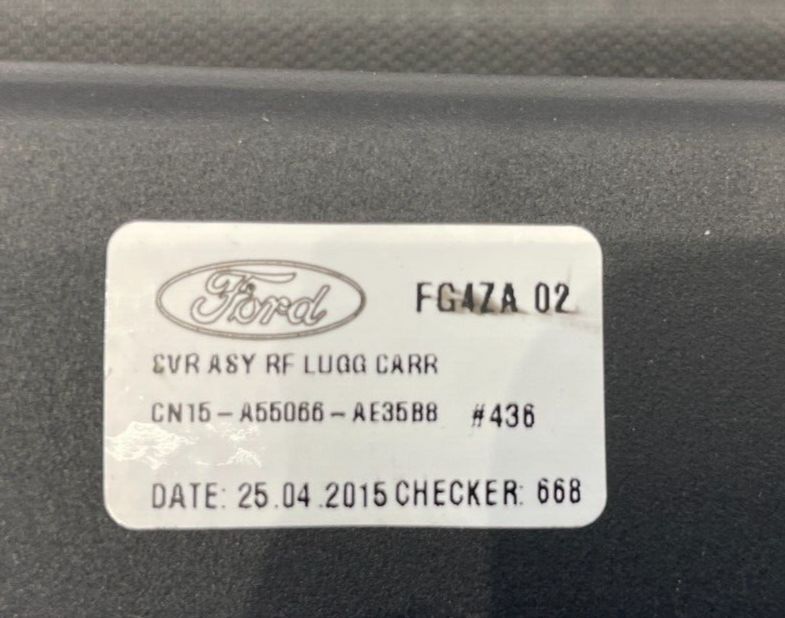 Ford FG4ZA 02
CVR ASY RF LUGG CARR
CN15-A55066-AE35B8 #436
DATE: 25.04.2015 CHECKER: 668